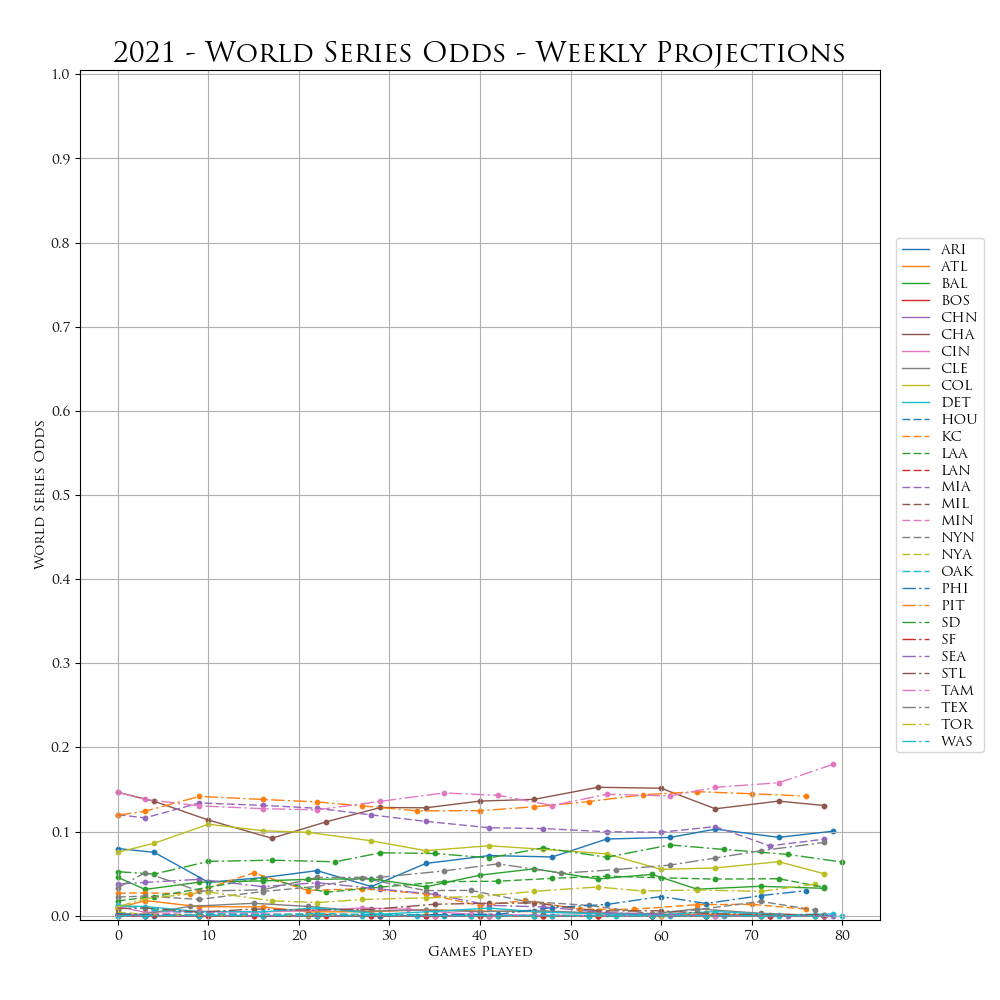 2021 - World Series Odds - Weekly Projections
1.0
0.9
0.8
0.7
0.6
0.5
0.4
0.3
0.2
0.1
0.0
World Series Odds
0 10 20 30 40 50 60 70 80
Games Played
ARI
ATL
BAL
BOS
CHN
CHA
CIN
CLE
COL
DET
HOU
KC
LAA
LAN
MIA
MIL
MIN
NYN
NYA
OAK
PHI
PIT
SD
SF
SEA
STL
TAM
TEX
TOR
WAS